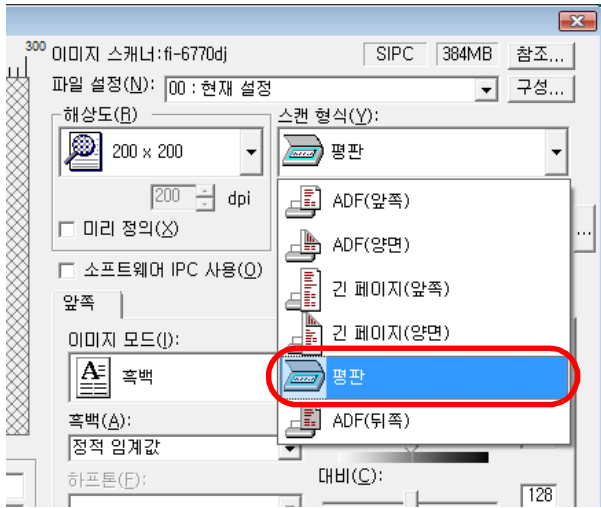 300
이미지 스캐너:fi-6770dj SIPC 384MB 참조...
파일 설정(N): 00 : 현재 설정 구성...
해상도(R) 스캔 형식(Y):
200 x 200 평판
200 dpi ADF(앞쪽)
미리 정의(X) ADF(양면) ...
소프트웨어 IPC 사용(O) 긴 페이지(앞쪽)
앞쪽 긴 페이지(양면)
이미지 모드(I):
흑백 평판
흑백(A): ADF(뒤쪽)
정적 임계값
하프톤(F): 대비(C):
128